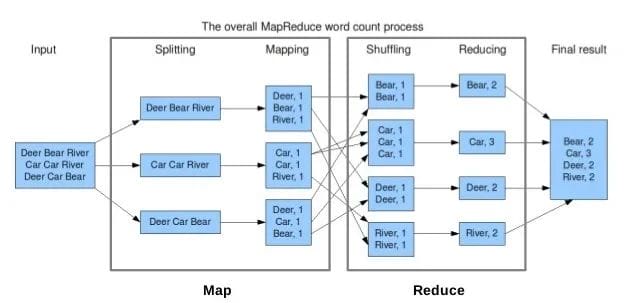 The overall MapReduce word count process
Input
Splitting
Mapping
Shuffling
Reducing
Final result
Deer Bear River
Car Car River
Deer Car Bear
Deer Bear River
Car Car River
Deer Car Bear
Deer, 1
Bear, 1
River, 1
Car, 1
Car, 1
River, 1
Deer, 1
Car, 1
Bear, 1
Bear, 1
Bear, 1
Car, 1
Car, 1
Car, 1
Deer, 1
Deer, 1
River, 1
River, 1
Bear, 2
Car, 3
Deer, 2
River, 2
Bear, 2
Car, 3
Deer, 2
River, 2
Map
Reduce